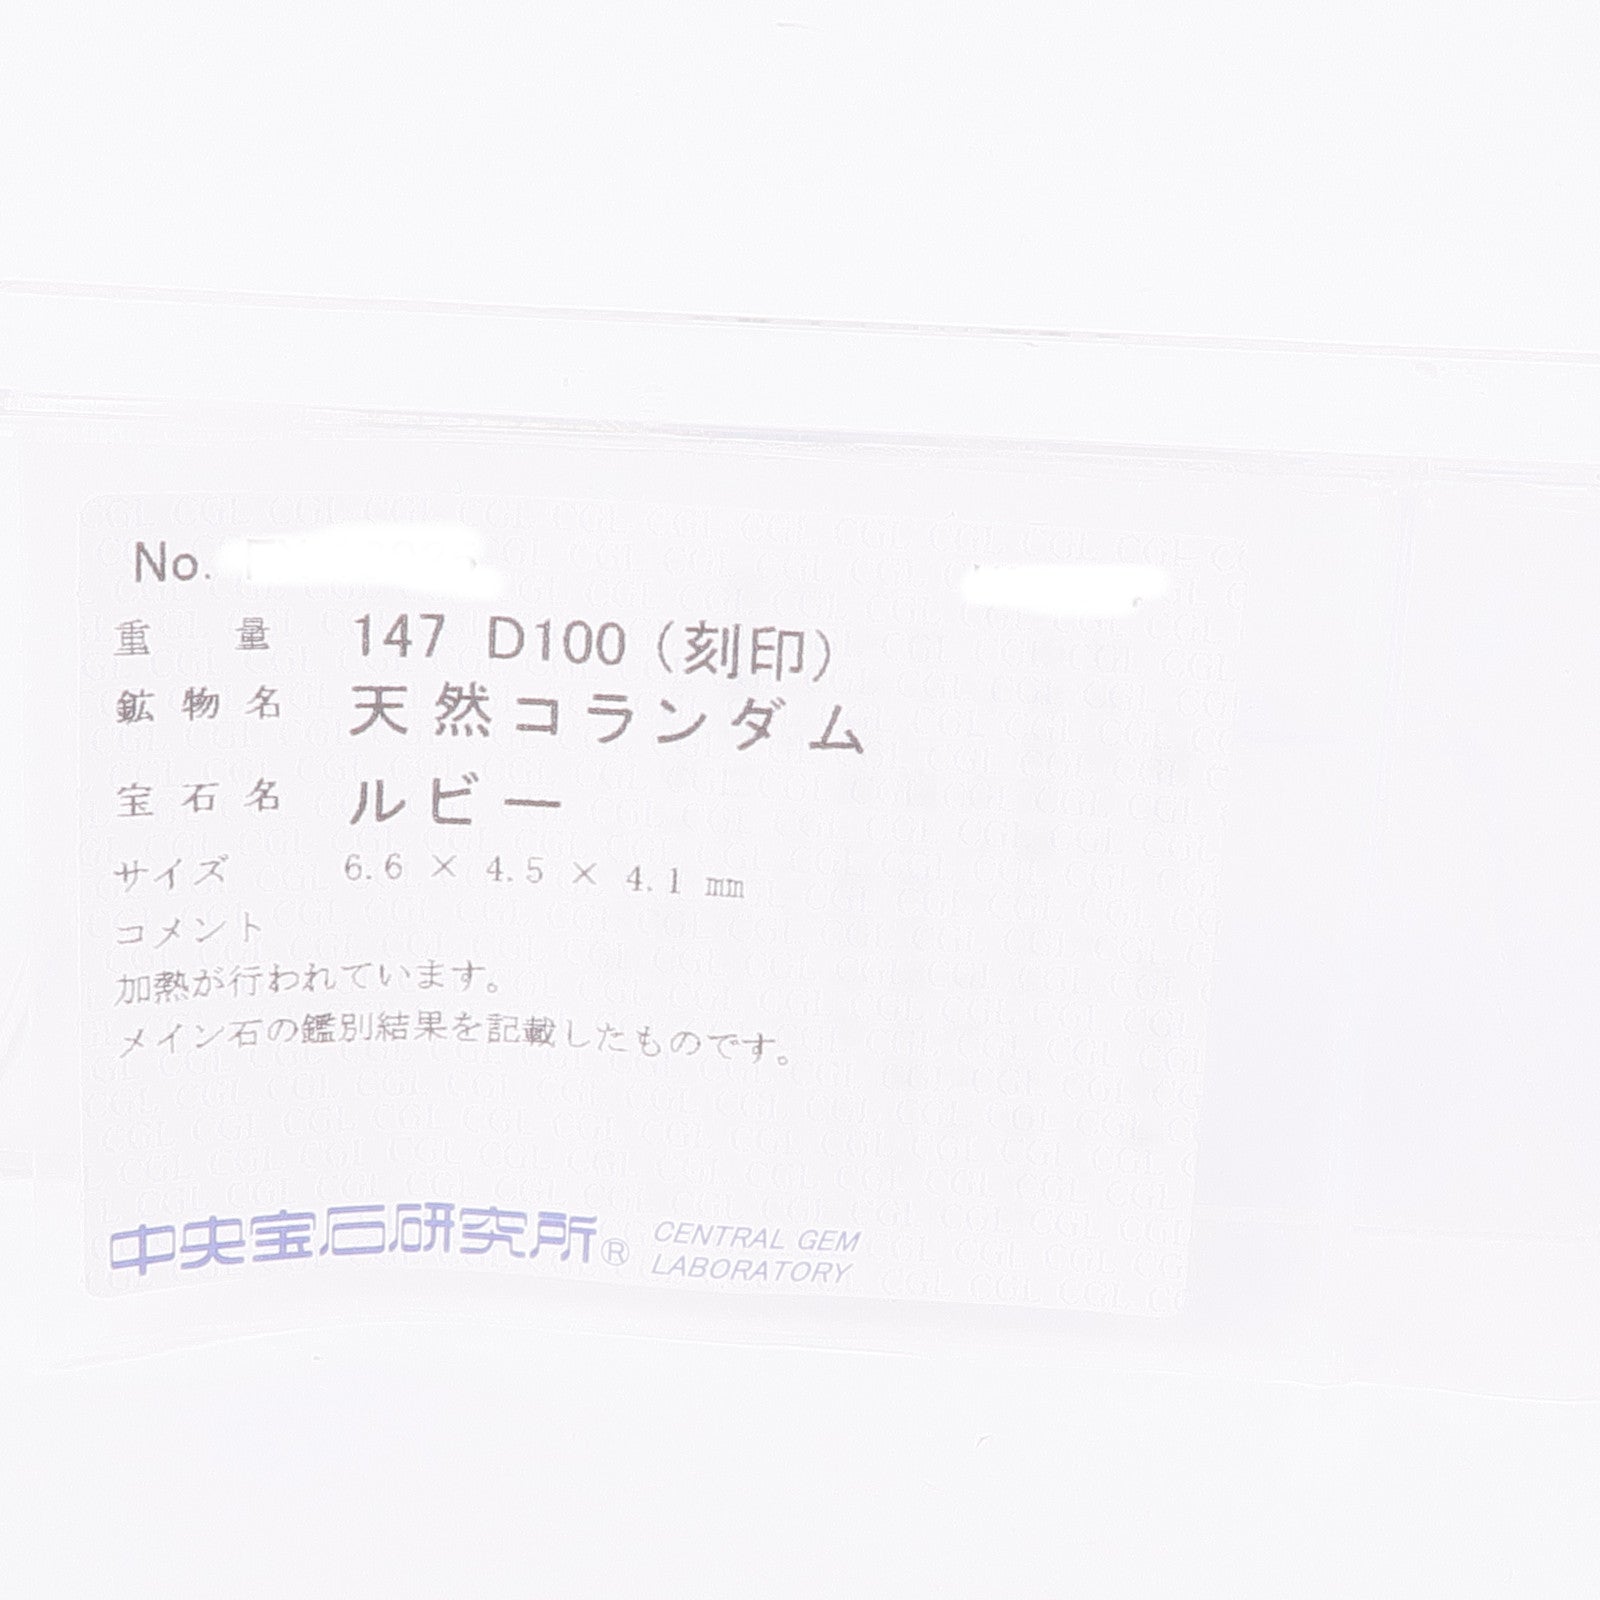 No.
重量 147 D100 (刻印)
鉱物名 天然コランダム
宝石名 ルビー
サイズ 6.6 × 4.5 × 4.1 mm
コメント
加熱が行われています。
メイン石の鑑別結果を記載したものです。
中央宝石研究所® CENTRAL GEM
LABORATORY